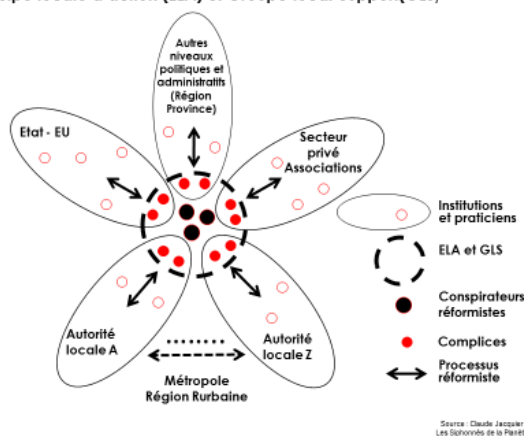 Autres
niveaux
politiques et
administratifs
(Région
Province)
Etat - EU
Secteur
privé
Associations
Autorité
locale A
Autorité
locale Z
Métropole
Région Rurbaine
Institutions
et praticiens
ELA et GLS
Conspirateurs
réformistes
Complices
Processus
réformiste
Source : Claude Jacquier
Les Siphonnés de la Planèt